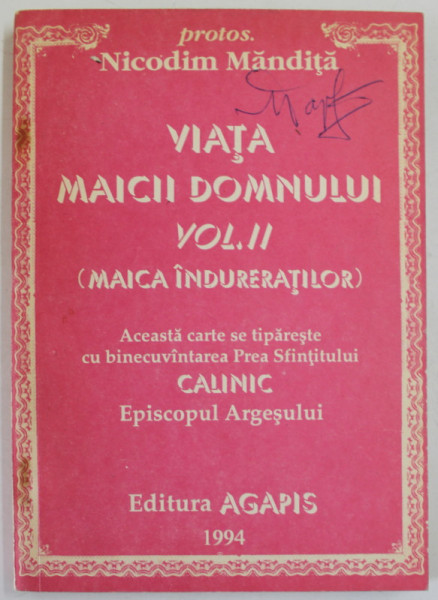 protos.
Nicodim Măndiţă
VIAŢA
MAICII DOMNULUI
VOL. II
(MAICA ÎNDURERAŢILOR)
Această carte se tipăreşte
cu binecuvîntarea Prea Sfinţitului
CALINIC
Episcopul Argeşului
Editura AGAPIS
1994